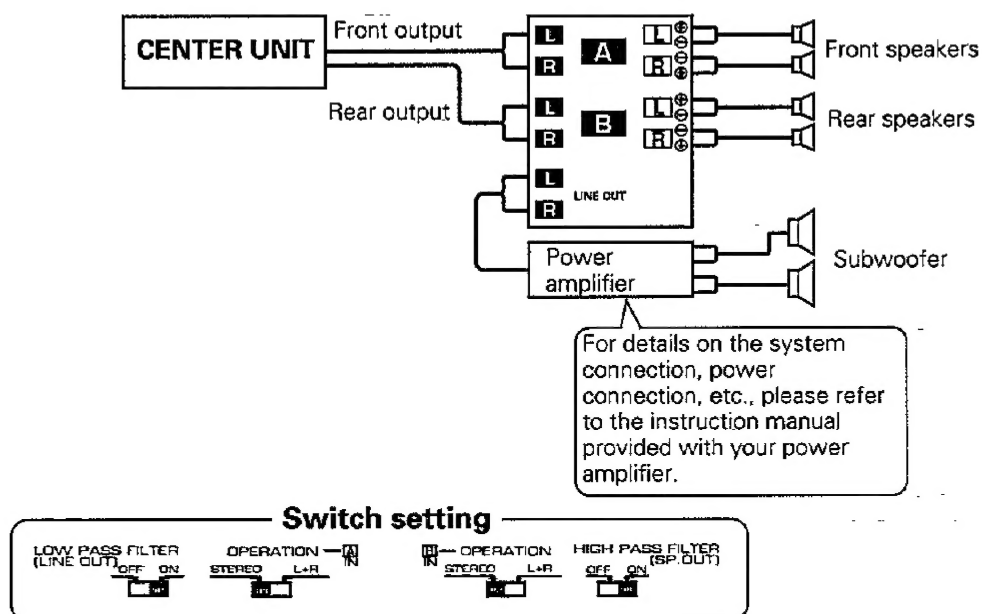 CENTER UNIT
Front output
Rear output
L
R
A
L
R
Front speakers
L
R
B
L
R
Rear speakers
L
R
LINE OUT
Power
amplifier
Subwoofer
For details on the system
connection, power
connection, etc., please refer
to the instruction manual
provided with your power
amplifier.
Switch setting
LOW PASS FILTER
(LINE OUT)
OFF ON
OPERATION A
IN
STEREO L+R
B OPERATION
IN
STEREO L+R
HIGH PASS FILTER
(SP.OUT)
OFF ON